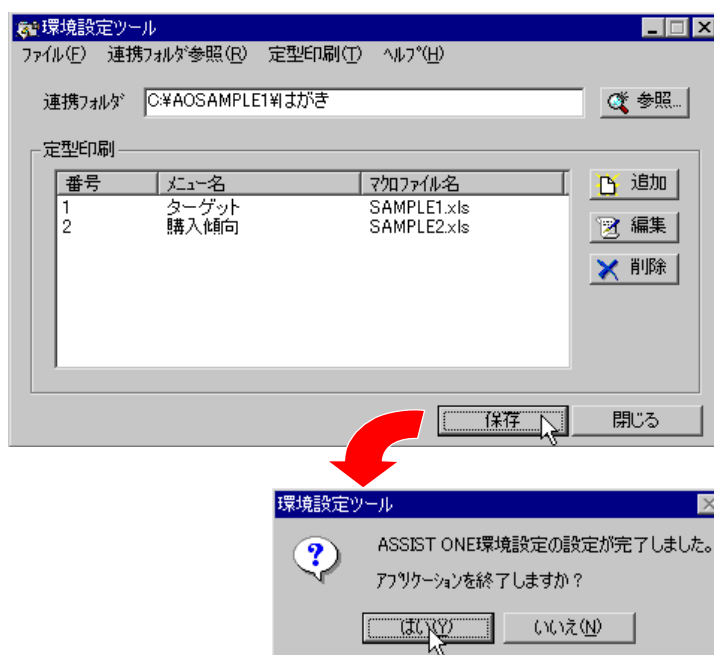 環境設定ツール
ファイル(F) 連携フォルダ参照(R) 定型印刷(T) ヘルプ(H)
連携フォルダ C:¥AOSAMPLE1¥はがき 参照...
定型印刷
番号 メニュー名 マクロファイル名
1 ターゲット SAMPLE1.xls
2 購入傾向 SAMPLE2.xls
追加
編集
削除
保存 閉じる
環境設定ツール
ASSIST ONE環境設定の設定が完了しました。
アプリケーションを終了しますか？
はい(Y) いいえ(N)